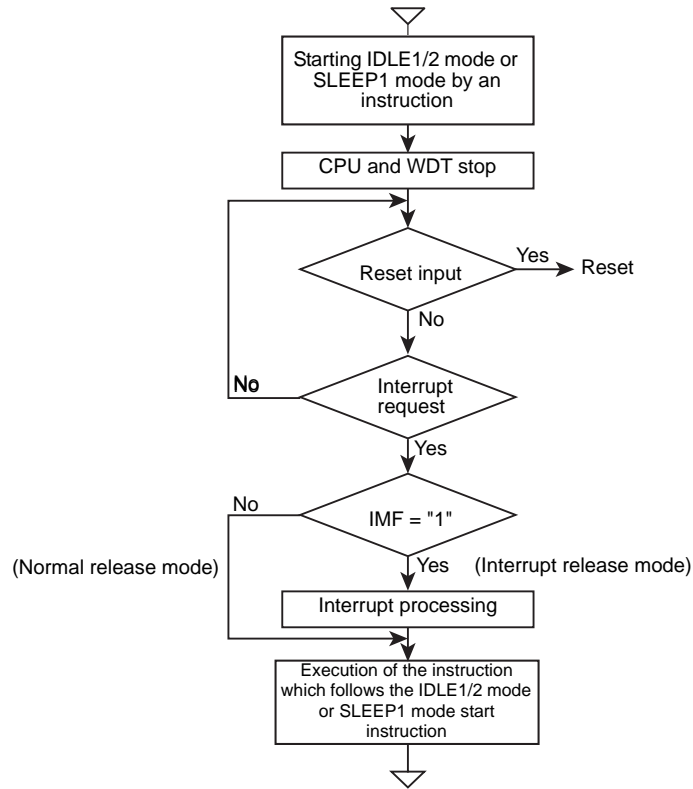 Starting IDLE1/2 mode or
SLEEP1 mode by an
instruction
CPU and WDT stop
Reset input
Yes
Reset
No
Interrupt
request
No
Yes
IMF = "1"
No
(Normal release mode)
Yes
(Interrupt release mode)
Interrupt processing
Execution of the instruction
which follows the IDLE1/2 mode
or SLEEP1 mode start
instruction